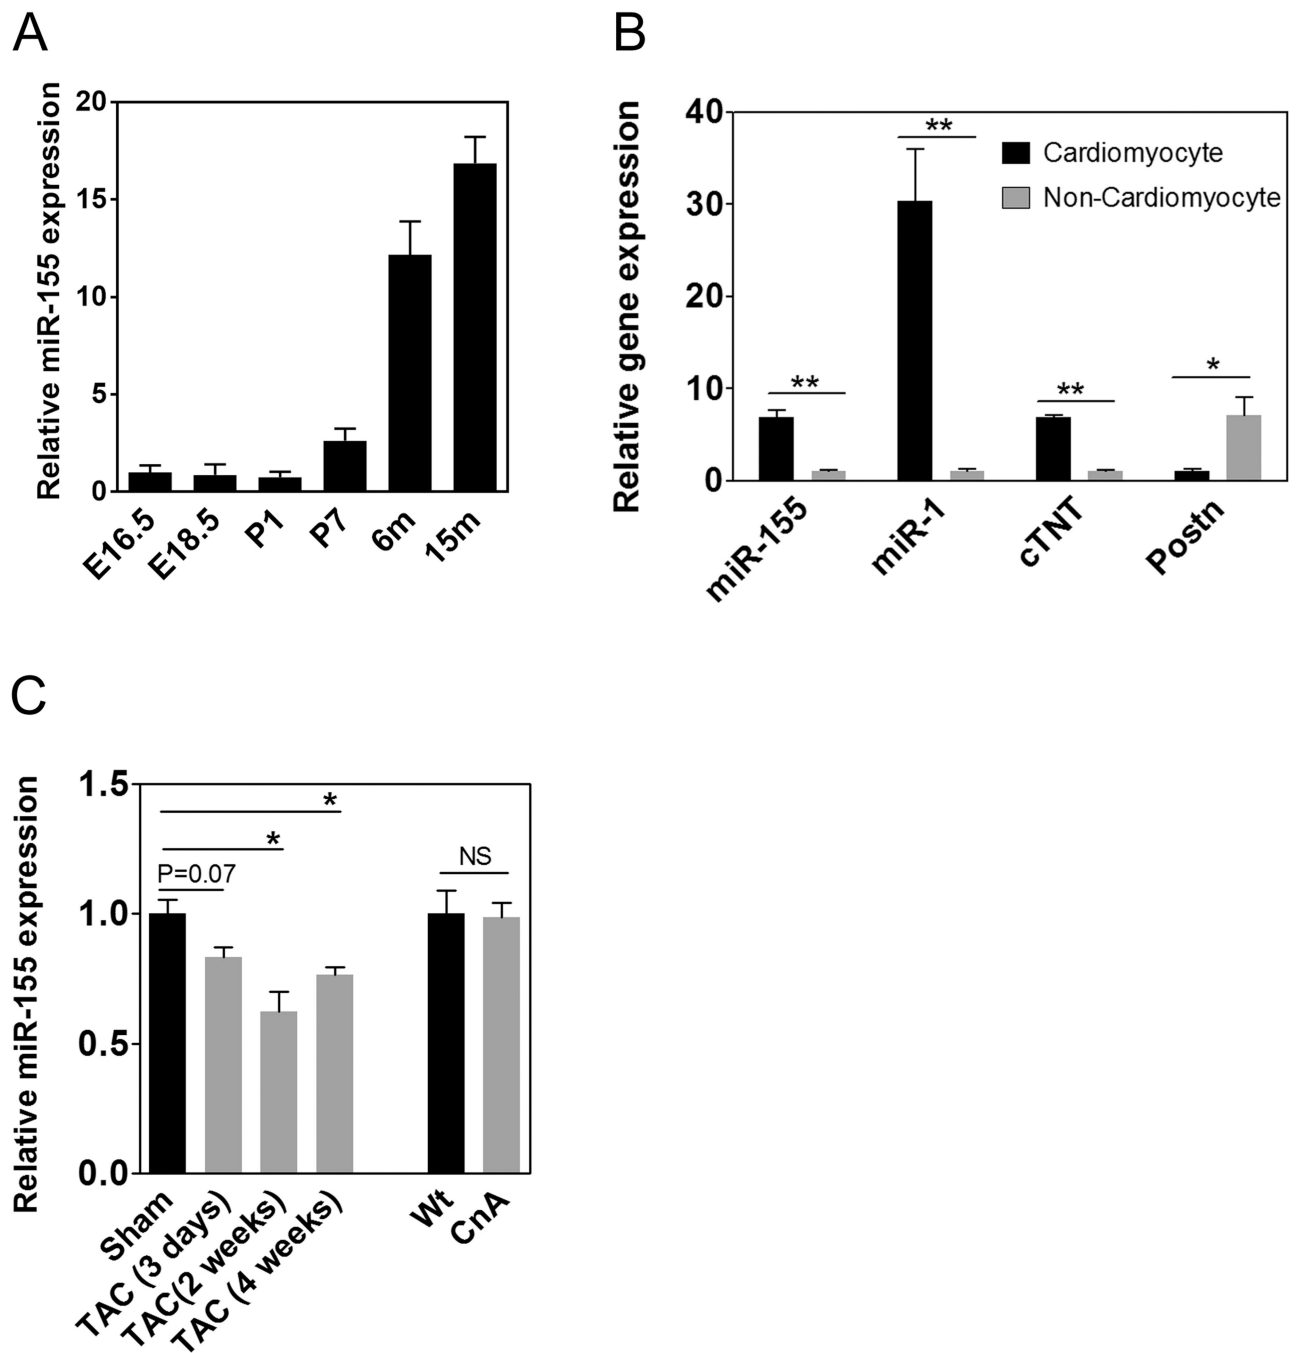 A
Relative miR-155 expression
20
15
10
5
0
E16.5
E18.5
P1
P7
6m
15m
B
Relative gene expression
40
30
20
10
0
**
**
**
*
Cardiomyocyte
Non-Cardiomyocyte
miR-155
miR-1
cTNT
Postn
C
Relative miR-155 expression
1.5
1.0
0.5
0.0
*
*
P=0.07
NS
Sham
TAC (3 days)
TAC(2 weeks)
TAC (4 weeks)
Wt
CnA